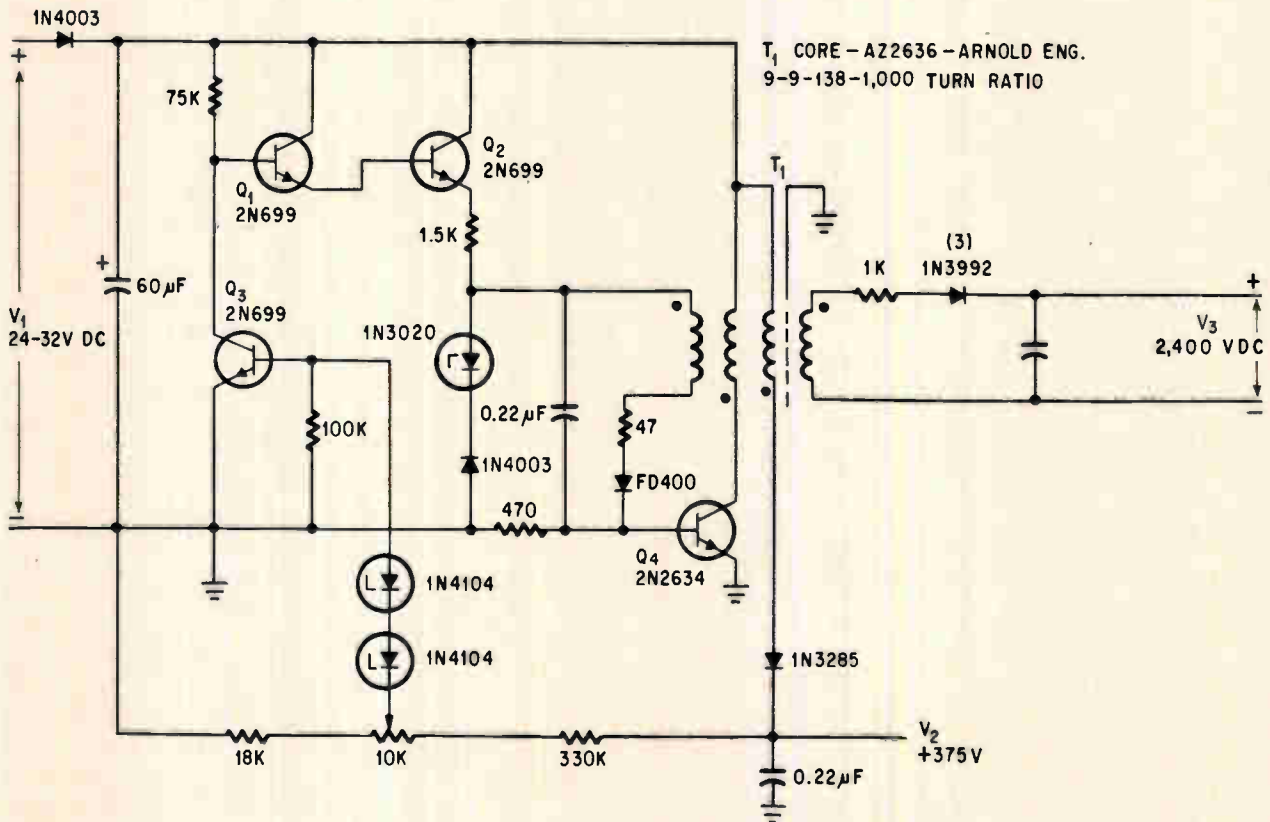 1N4003
T₁ CORE – AZ2636 – ARNOLD ENG.
9-9-138-1,000 TURN RATIO
75K
Q₁
2N699
Q₂
2N699
T₁
1.5K
+
60 µF
+
V₁
24-32V DC
−
Q₃
2N699
1N3020
0.22µF
100K
47
1N4003
FD400
470
Q₄
2N2634
1K
(3)
1N3992
+
V₃
2,400 VDC
−
L
1N4104
L
1N4104
1N3285
18K
10K
330K
V₂
+375V
0.22µF